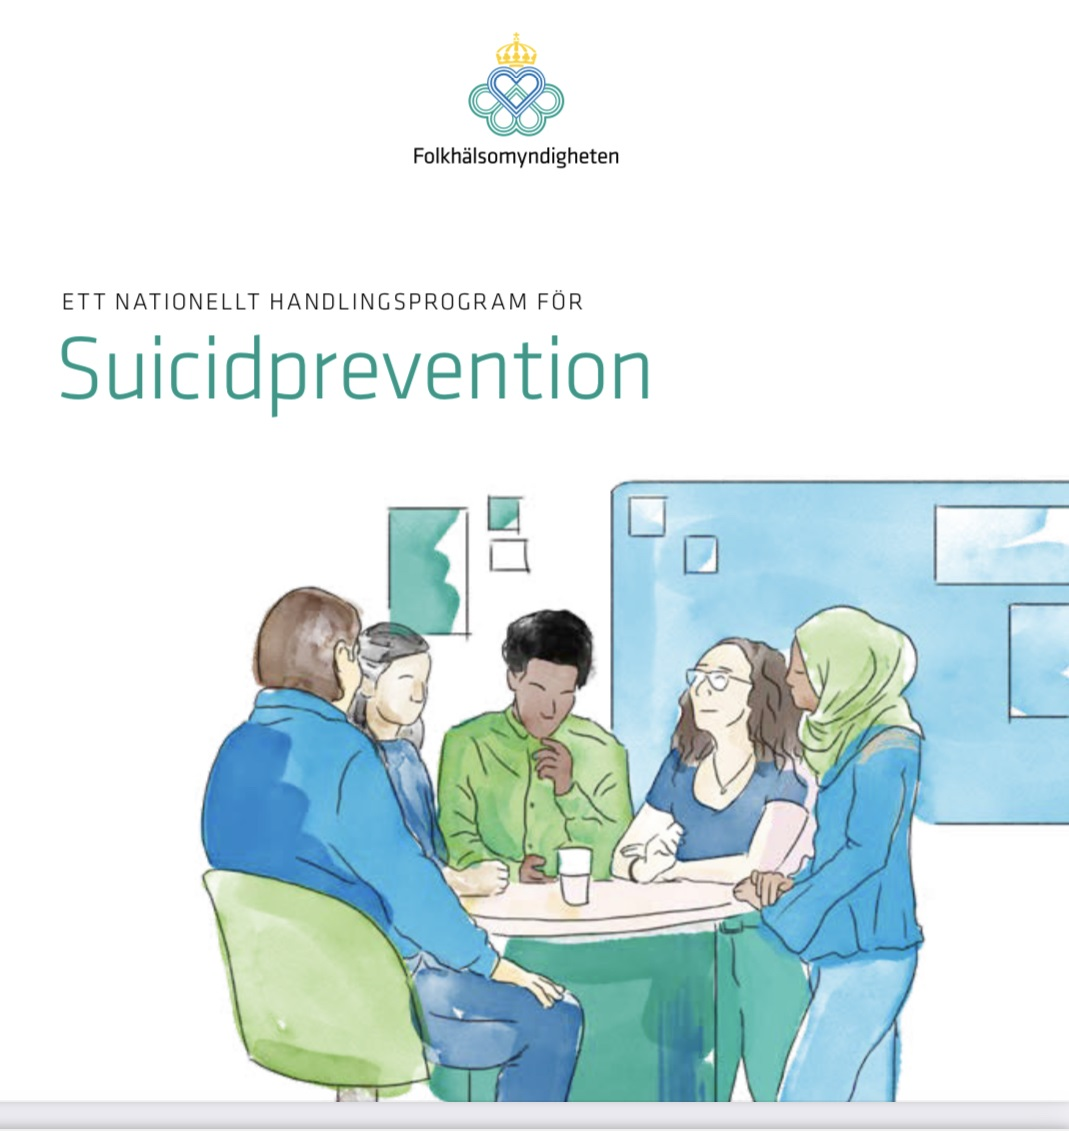 Folkhälsomyndigheten
ETT NATIONELLT HANDLINGSPROGRAM FÖR
Suicidprevention